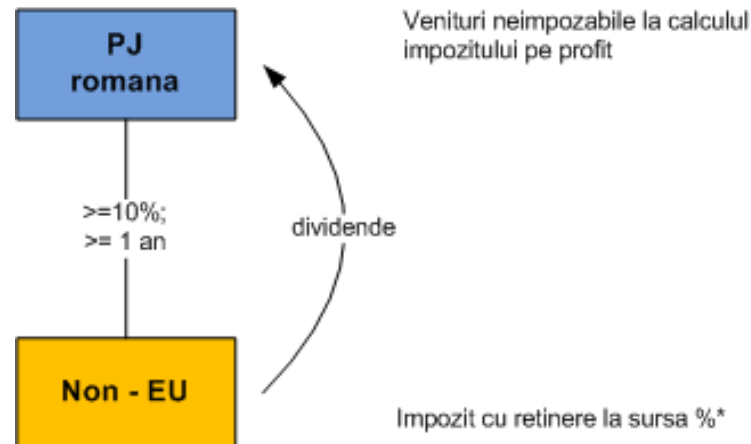 PJ
romana
Venituri neimpozabile la calculul
impozitului pe profit
>=10%;
>= 1 an
dividende
Non - EU
Impozit cu retinere la sursa %*